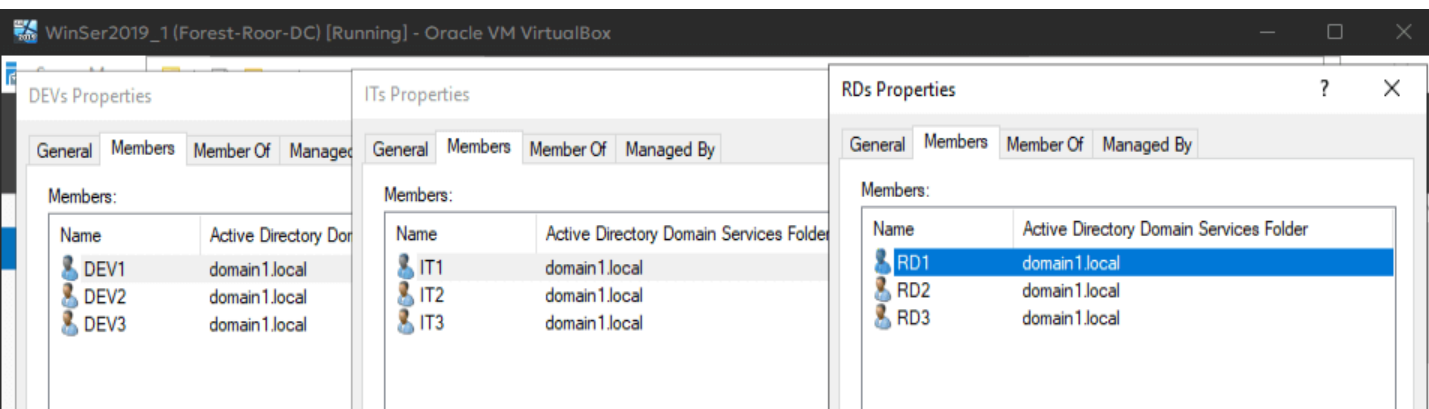 WinSer2019_1 (Forest-Roor-DC) [Running] - Oracle VM VirtualBox
DEVs Properties
General Members Member Of Managed
Members:
Name Active Directory Dor
DEV1 domain1.local
DEV2 domain1.local
DEV3 domain1.local
ITs Properties
General Members Member Of Managed By
Members:
Name Active Directory Domain Services Folder
IT1 domain1.local
IT2 domain1.local
IT3 domain1.local
RDs Properties ?
General Members Member Of Managed By
Members:
Name Active Directory Domain Services Folder
RD1 domain1.local
RD2 domain1.local
RD3 domain1.local